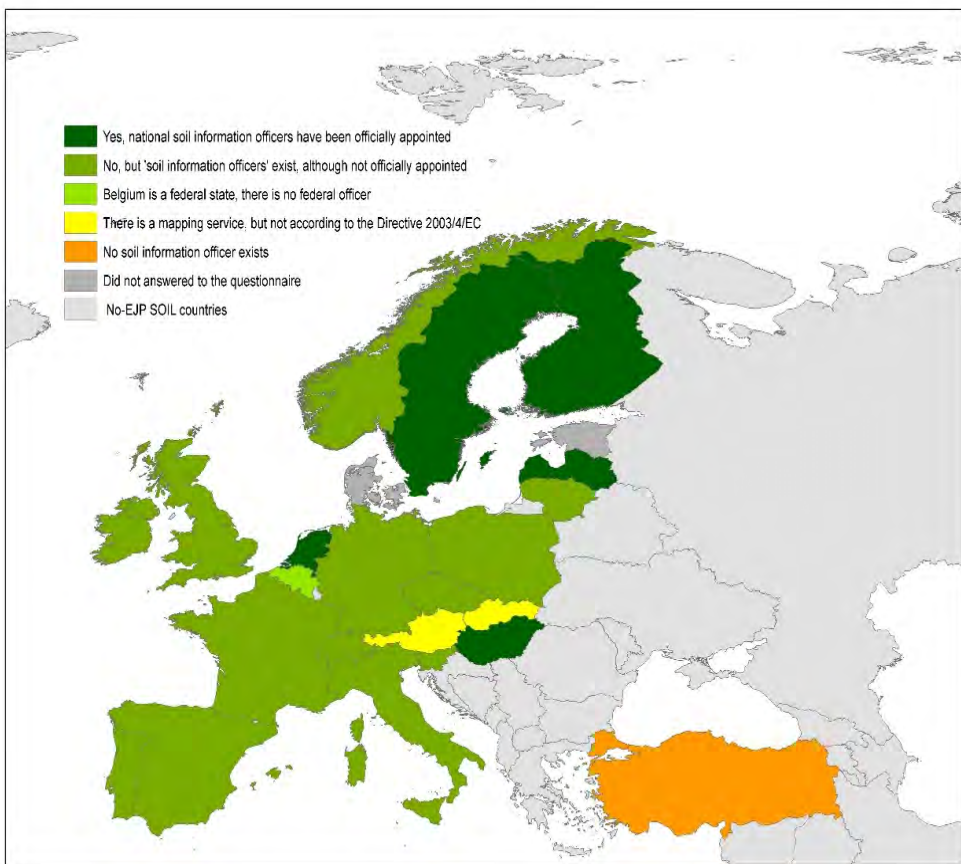 Yes, national soil information officers have been officially appointed
No, but 'soil information officers' exist, although not officially appointed
Belgium is a federal state, there is no federal officer
There is a mapping service, but not according to the Directive 2003/4/EC
No soil information officer exists
Did not answered to the questionnaire
No-EJP SOIL countries